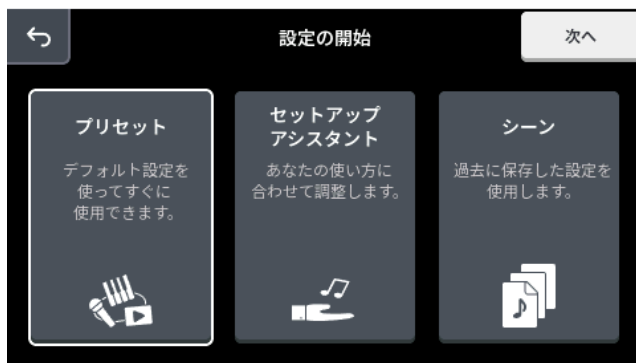 設定の開始
次へ
プリセット
デフォルト設定を
使ってすぐに
使用できます。
セットアップ
アシスタント
あなたの使い方に
合わせて調整します。
シーン
過去に保存した設定を
使用します。